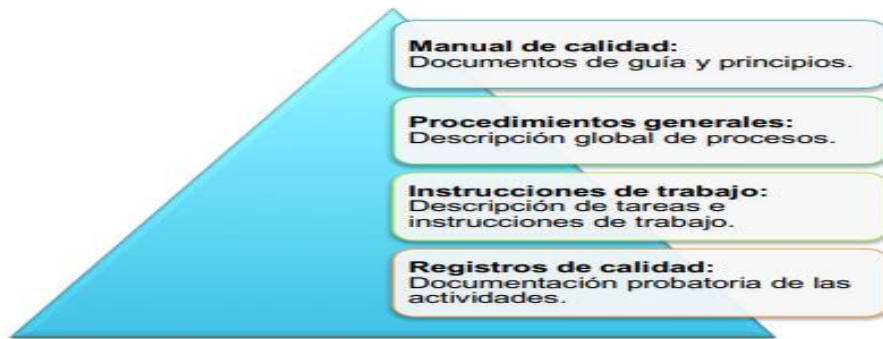 Manual de calidad:
Documentos de guía y principios.
Procedimientos generales:
Descripción global de procesos.
Instrucciones de trabajo:
Descripción de tareas e
instrucciones de trabajo.
Registros de calidad:
Documentación probatoria de las
actividades.